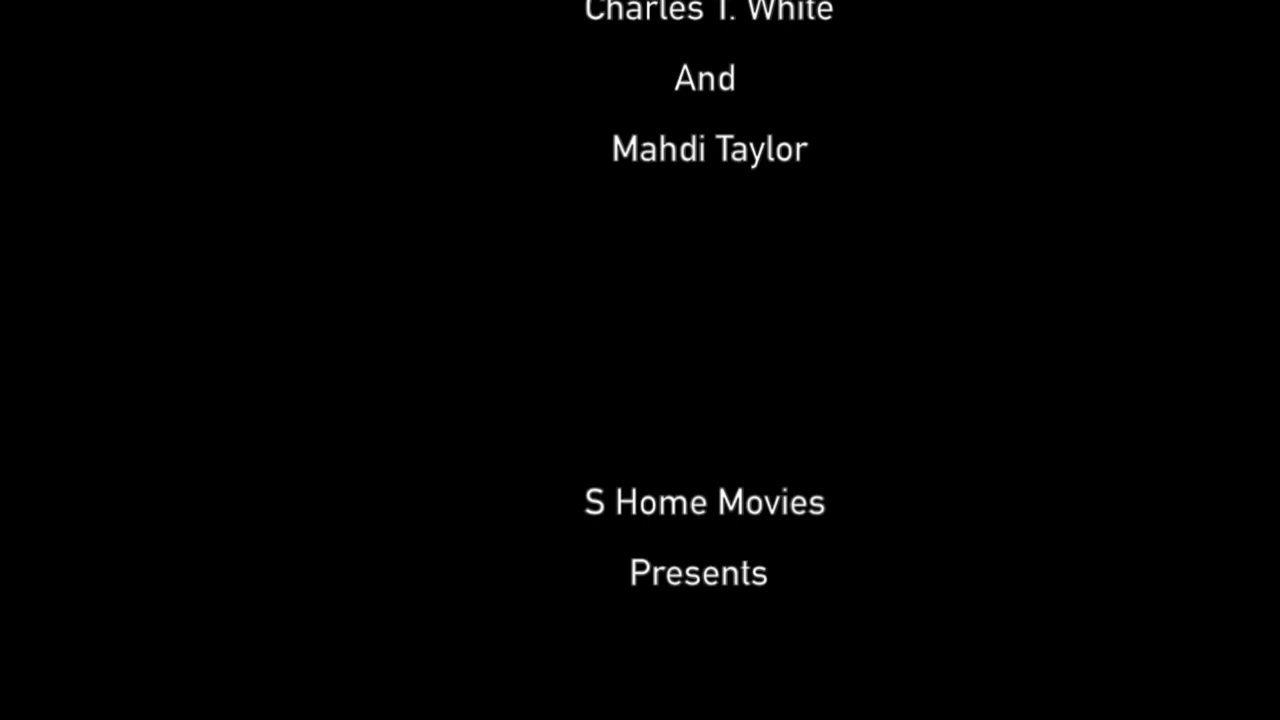 Charles T. White
And
Mahdi Taylor
S Home Movies
Presents